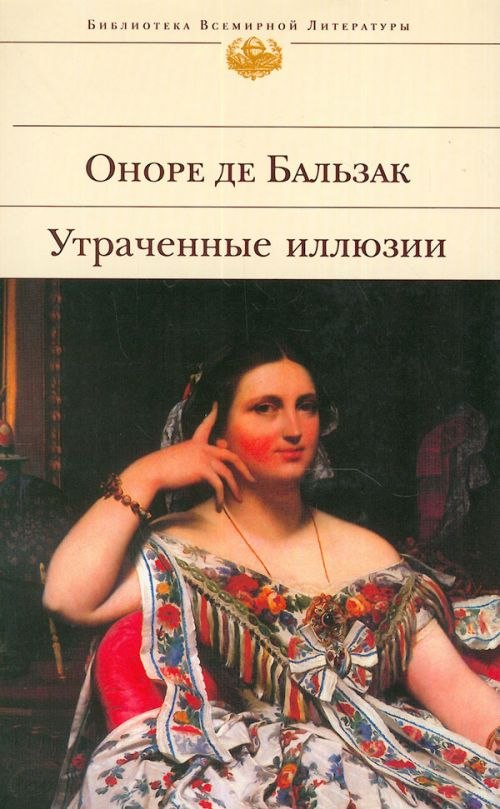 Библиотека Всемирной Литературы
Оноре де Бальзак
Утраченные иллюзии